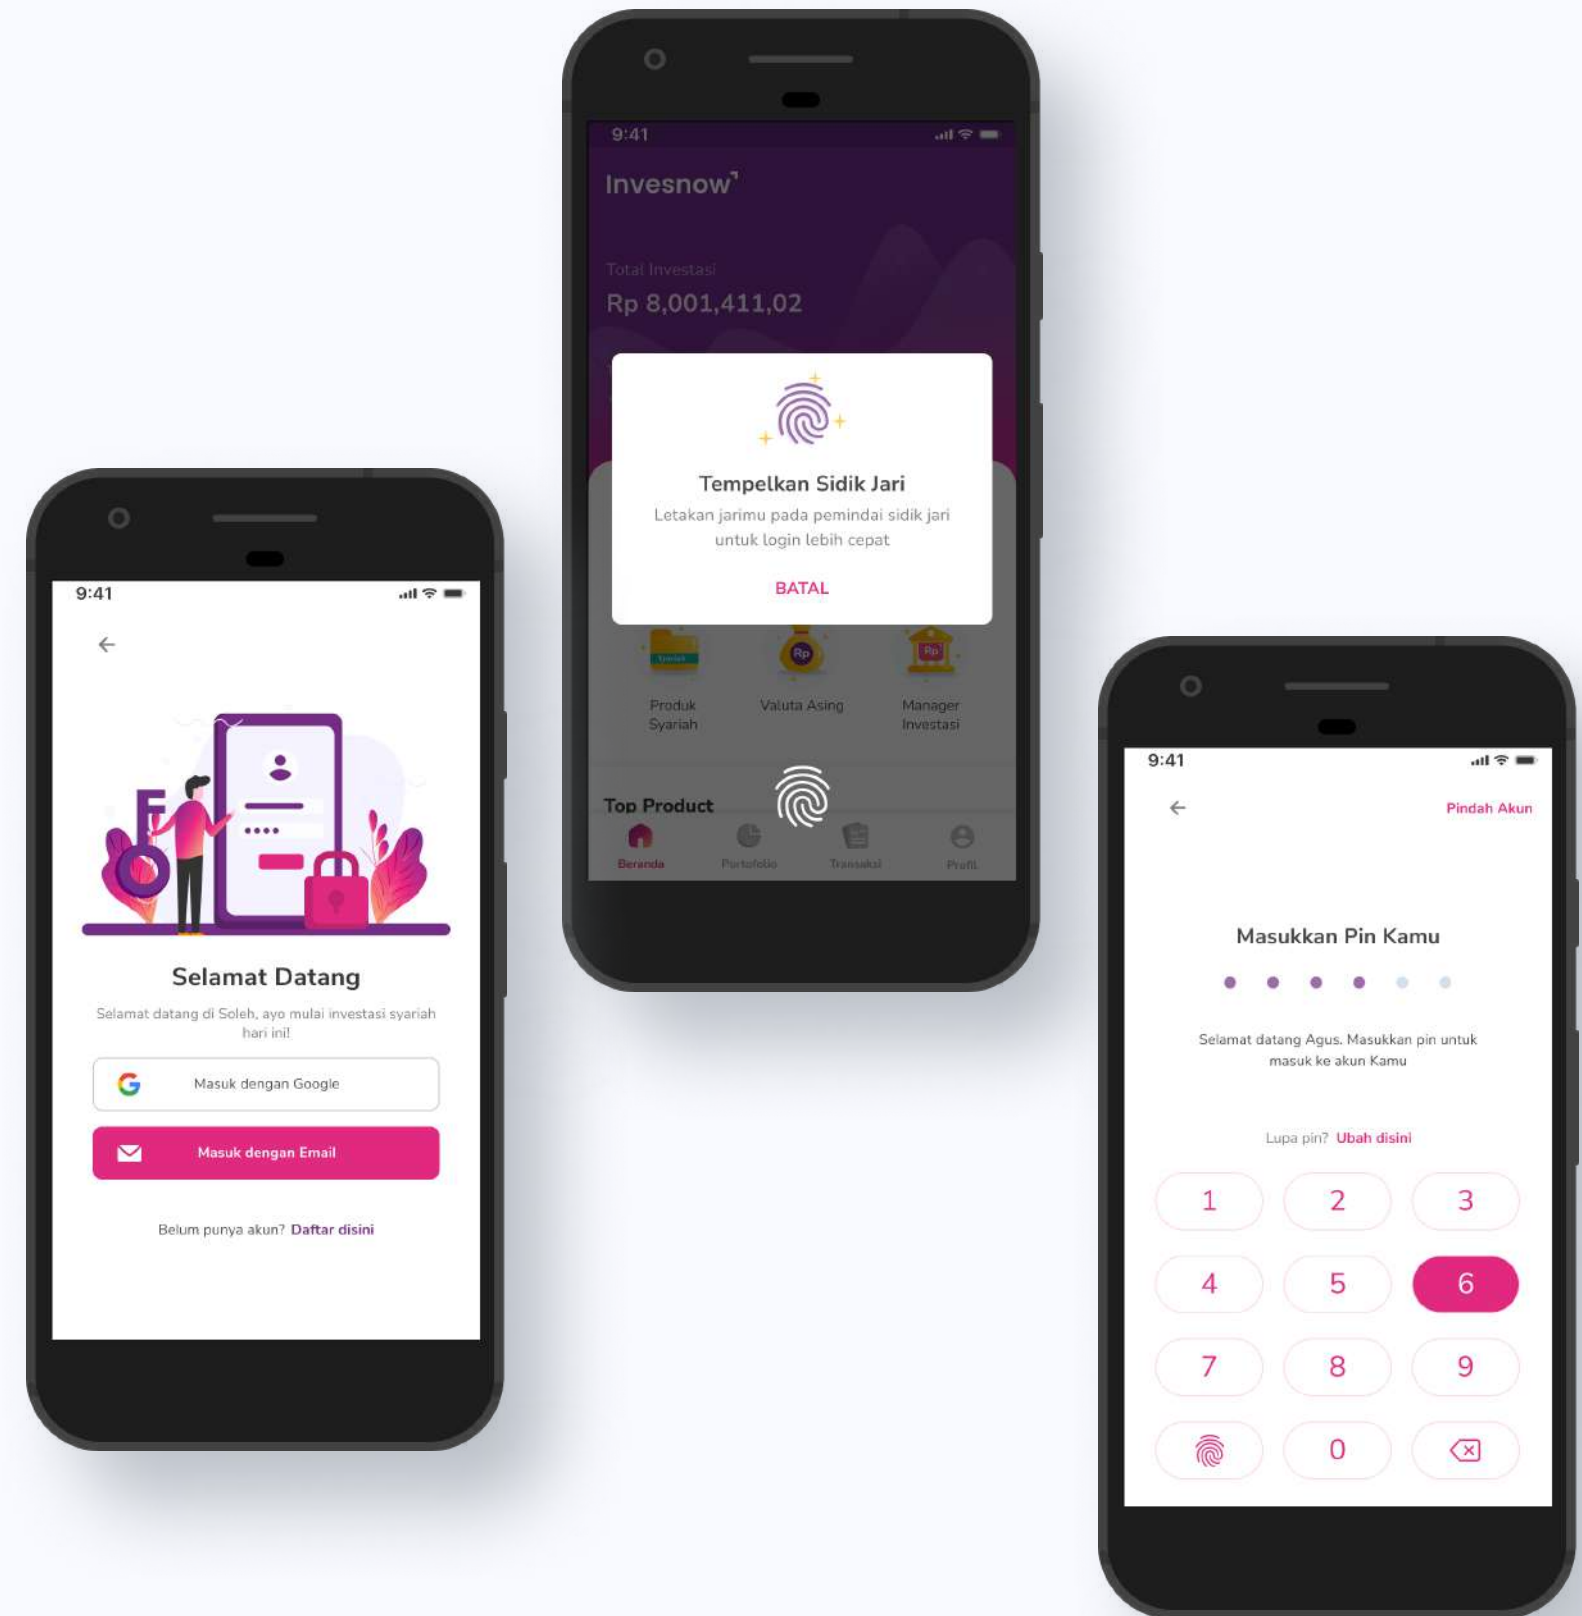 9:41
Selamat Datang
Selamat datang di Soleh, ayo mulai investasi syariah
hari ini!
Masuk dengan Google
Masuk dengan Email
Belum punya akun? Daftar disini
9:41
Invesnow
Total Investasi
Rp 8,001,411,02
Tempelkan Sidik Jari
Letakan jarimu pada pemindai sidik jari
untuk login lebih cepat
BATAL
Syariah
Rp
Rp
Produk
Syariah
Valuta Asing
Manager
Investasi
Top Product
Beranda
Portofolio
Transaksi
Profil
9:41
Pindah Akun
Masukkan Pin Kamu
Selamat datang Agus. Masukkan pin untuk
masuk ke akun Kamu
Lupa pin? Ubah disini
1 2 3
4 5 6
7 8 9
0